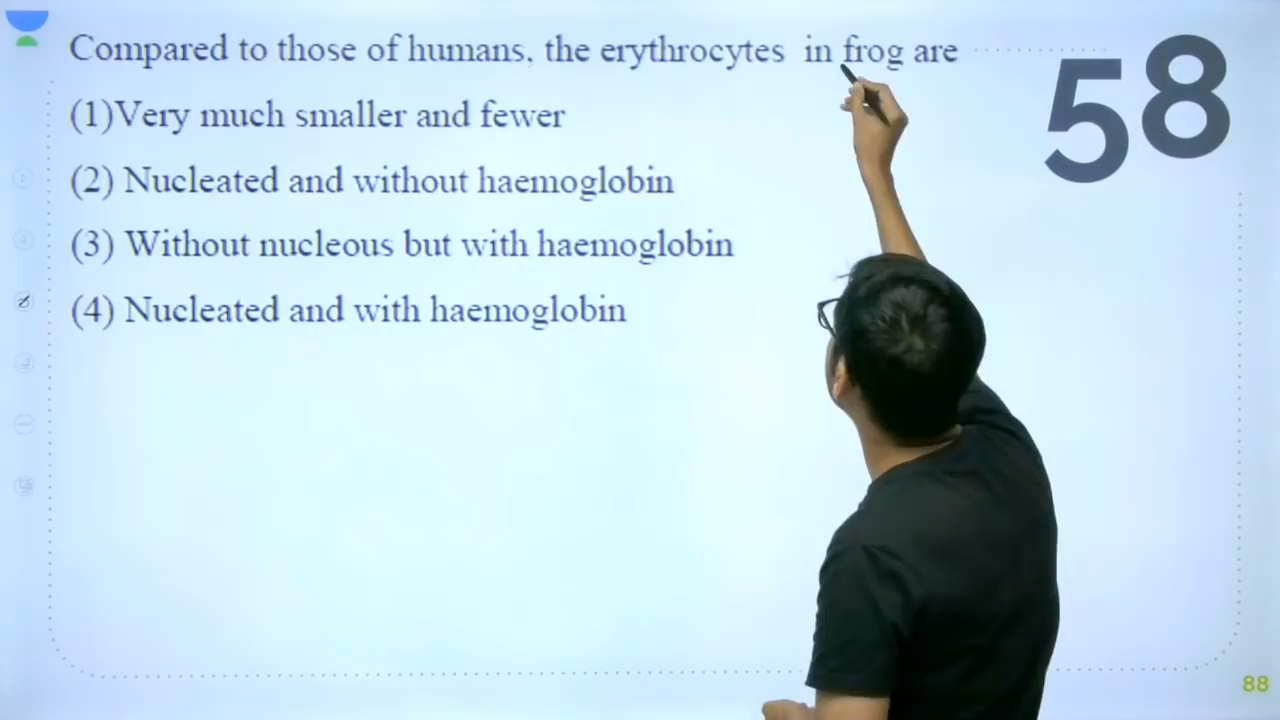 Compared to those of humans, the erythrocytes in frog are
58
(1)Very much smaller and fewer
(2) Nucleated and without haemoglobin
(3) Without nucleous but with haemoglobin
(4) Nucleated and with haemoglobin
88